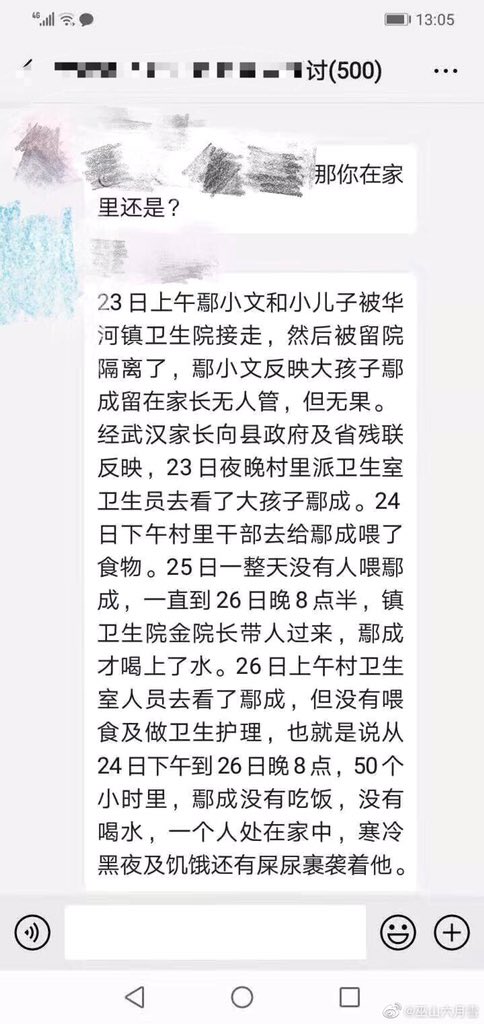 4G
13:05
讨(500)
那你在家
里还是?
23日上午鄢小文和小儿子被华
河镇卫生院接走，然后被留院
隔离了，鄢小文反映大孩子鄢
成留在家长无人管，但无果。
经武汉家长向县政府及省残联
反映，23日夜晚村里派卫生室
卫生员去看了大孩子鄢成。24
日下午村里干部去给鄢成喂了
食物。25日一整天没有人喂鄢
成，一直到26日晚8点半，镇
卫生院金院长带人过来，鄢成
才喝上了水。26日上午村卫生
室人员去看了鄢成，但没有喂
食及做卫生护理，也就是说从
24日下午到26日晚8点，50个
小时里，鄢成没有吃饭，没有
喝水，一个人处在家中，寒冷
黑夜及饥饿还有屎尿裹袭着他。
@巫山六月雪